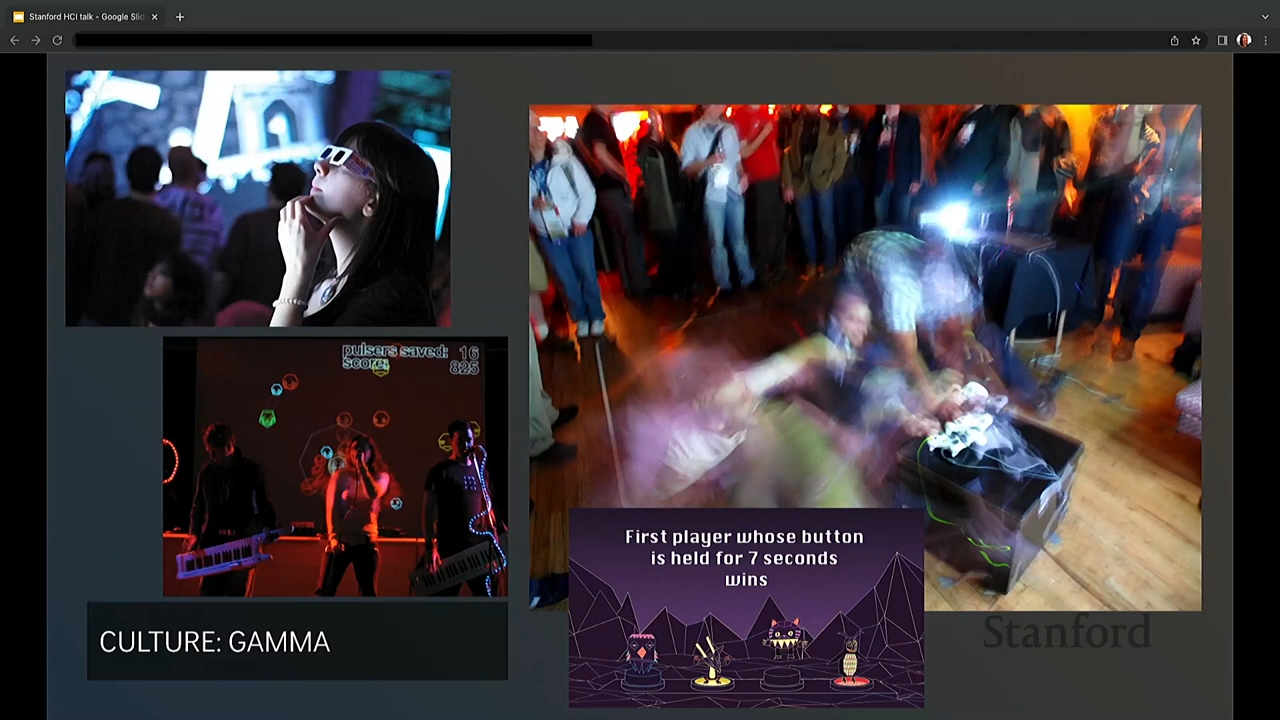 Stanford HCI talk - Google Slid
pulsers saved: 16
score: 825
First player whose button
is held for 7 seconds
wins
CULTURE: GAMMA
Stanford